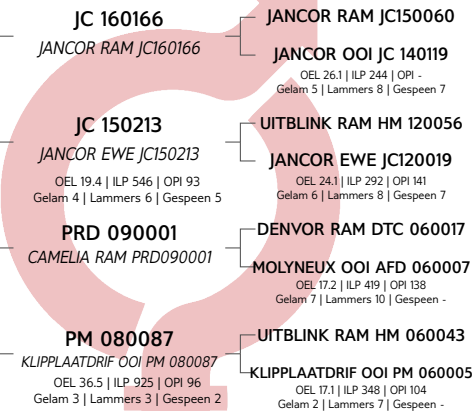 JC 160166
JANCOR RAM JC160166
JC 150213
JANCOR EWE JC150213
OEL 19.4 | ILP 546 | OPI 93
Gelam 4 | Lammers 6 | Gespeen 5
PRD 090001
CAMELIA RAM PRD090001
PM 080087
KLIPPLAATDRIF OOI PM 080087
OEL 36.5 | ILP 925 | OPI 96
Gelam 3 | Lammers 3 | Gespeen 2
JANCOR RAM JC150060
JANCOR OOI JC 140119
OEL 26.1 | ILP 244 | OPI -
Gelam 5 | Lammers 8 | Gespeen 7
UITBLINK RAM HM 120056
JANCOR EWE JC120019
OEL 24.1 | ILP 292 | OPI 141
Gelam 6 | Lammers 8 | Gespeen 7
DENVOR RAM DTC 060017
MOLYNEUX OOI AFD 060007
OEL 17.2 | ILP 419 | OPI 138
Gelam 7 | Lammers 10 | Gespeen -
UITBLINK RAM HM 060043
KLIPPLAATDRIF OOI PM 060005
OEL 17.1 | ILP 348 | OPI 104
Gelam 2 | Lammers 7 | Gespeen -